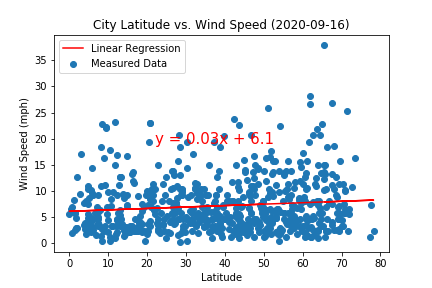 City Latitude vs. Wind Speed (2020-09-16)
Linear Regression
Measured Data
y = 0.03x + 6.1
Wind Speed (mph)
35
30
25
20
15
10
5
0
0 10 20 30 40 50 60 70 80
Latitude